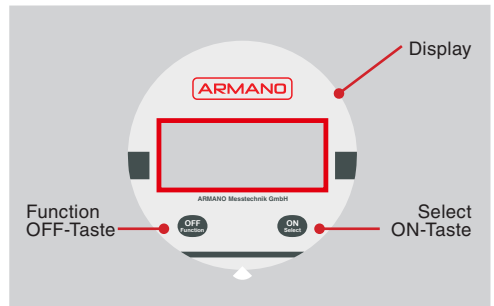 Display
ARMANO
ARMANO Messtechnik GmbH
Function
OFF-Taste
OFF
Function
ON
Select
Select
ON-Taste